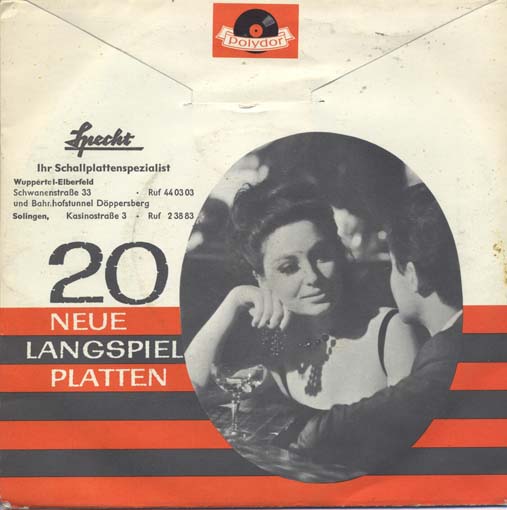 Polydor
Specht
Ihr Schallplattenspezialist
Wuppertal-Elberfeld
Schwanenstraße 33 · Ruf 44 03 03
und Bahnhofstunnel Döppersberg
Solingen, Kasinostraße 3 · Ruf 2 38 83
20
NEUE
LANGSPIEL
PLATTEN